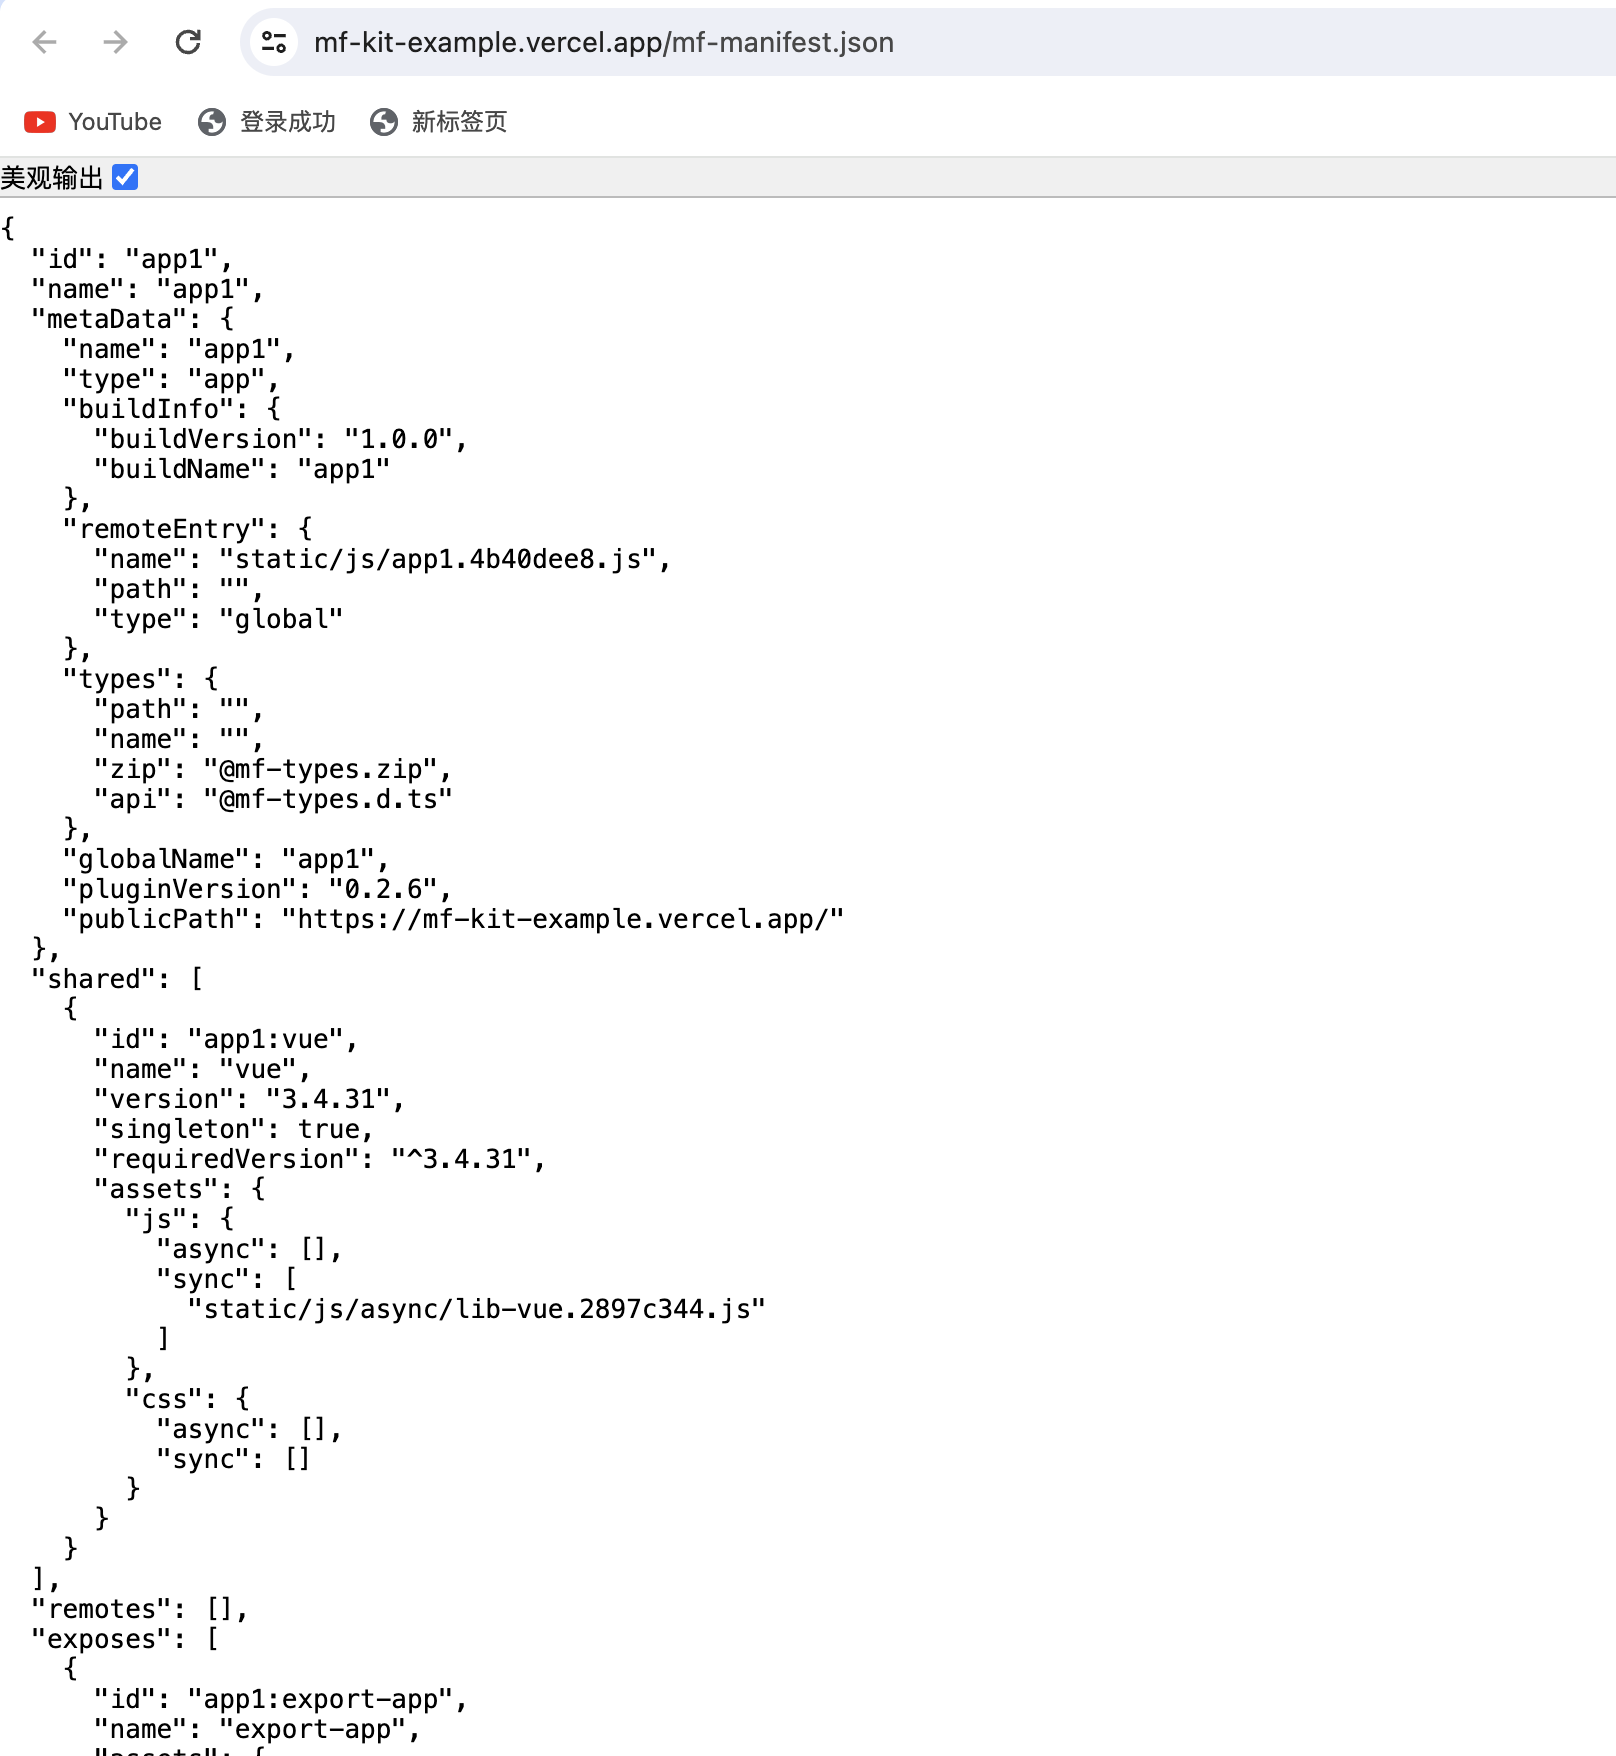 mf-kit-example.vercel.app/mf-manifest.json
YouTube 登录成功 新标签页
美观输出
{
  "id": "app1",
  "name": "app1",
  "metaData": {
    "name": "app1",
    "type": "app",
    "buildInfo": {
      "buildVersion": "1.0.0",
      "buildName": "app1"
    },
    "remoteEntry": {
      "name": "static/js/app1.4b40dee8.js",
      "path": "",
      "type": "global"
    },
    "types": {
      "path": "",
      "name": "",
      "zip": "@mf-types.zip",
      "api": "@mf-types.d.ts"
    },
    "globalName": "app1",
    "pluginVersion": "0.2.6",
    "publicPath": "https://mf-kit-example.vercel.app/"
  },
  "shared": [
    {
      "id": "app1:vue",
      "name": "vue",
      "version": "3.4.31",
      "singleton": true,
      "requiredVersion": "^3.4.31",
      "assets": {
        "js": {
          "async": [],
          "sync": [
            "static/js/async/lib-vue.2897c344.js"
          ]
        },
        "css": {
          "async": [],
          "sync": []
        }
      }
    }
  ],
  "remotes": [],
  "exposes": [
    {
      "id": "app1:export-app",
      "name": "export-app",
      "assets": {